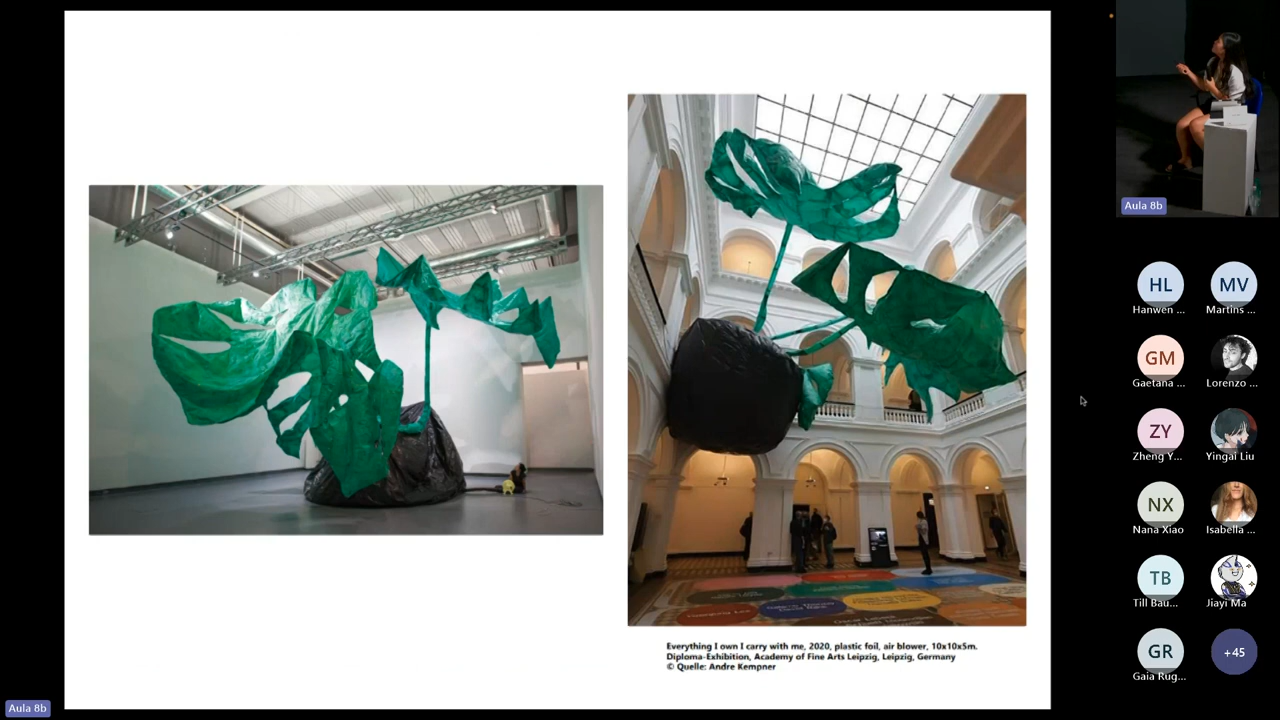 Everything I own I carry with me, 2020, plastic foil, air blower, 10x10x5m.
Diploma-Exhibition, Academy of Fine Arts Leipzig, Leipzig, Germany
© Quelle: Andre Kempner
Aula 8b
HL
Hanwen ...
MV
Martins ...
GM
Gaetana ...
Lorenzo ...
ZY
Zheng Y...
Yingai Liu
NX
Nana Xiao
Isabella ...
TB
Till Bau...
Jiayi Ma
GR
Gaia Rug...
+45
Aula 8b